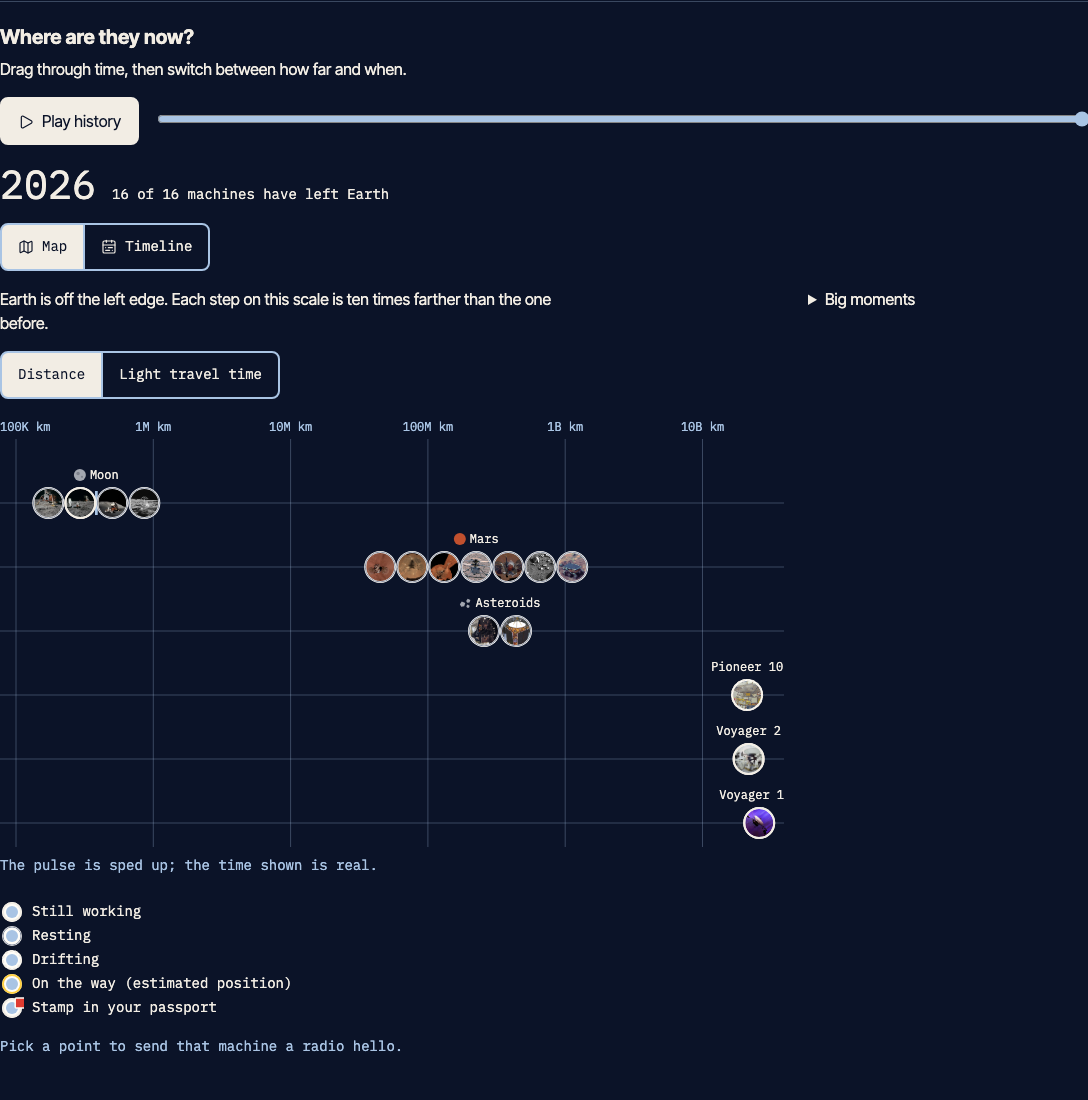 Where are they now?
Drag through time, then switch between how far and when.
Play history
2026 16 of 16 machines have left Earth
Map Timeline
Earth is off the left edge. Each step on this scale is ten times farther than the one
before.
Big moments
Distance Light travel time
100K km 1M km 10M km 100M km 1B km 10B km
Moon
Mars
Asteroids
Pioneer 10
Voyager 2
Voyager 1
The pulse is sped up; the time shown is real.
Still working
Resting
Drifting
On the way (estimated position)
Stamp in your passport
Pick a point to send that machine a radio hello.